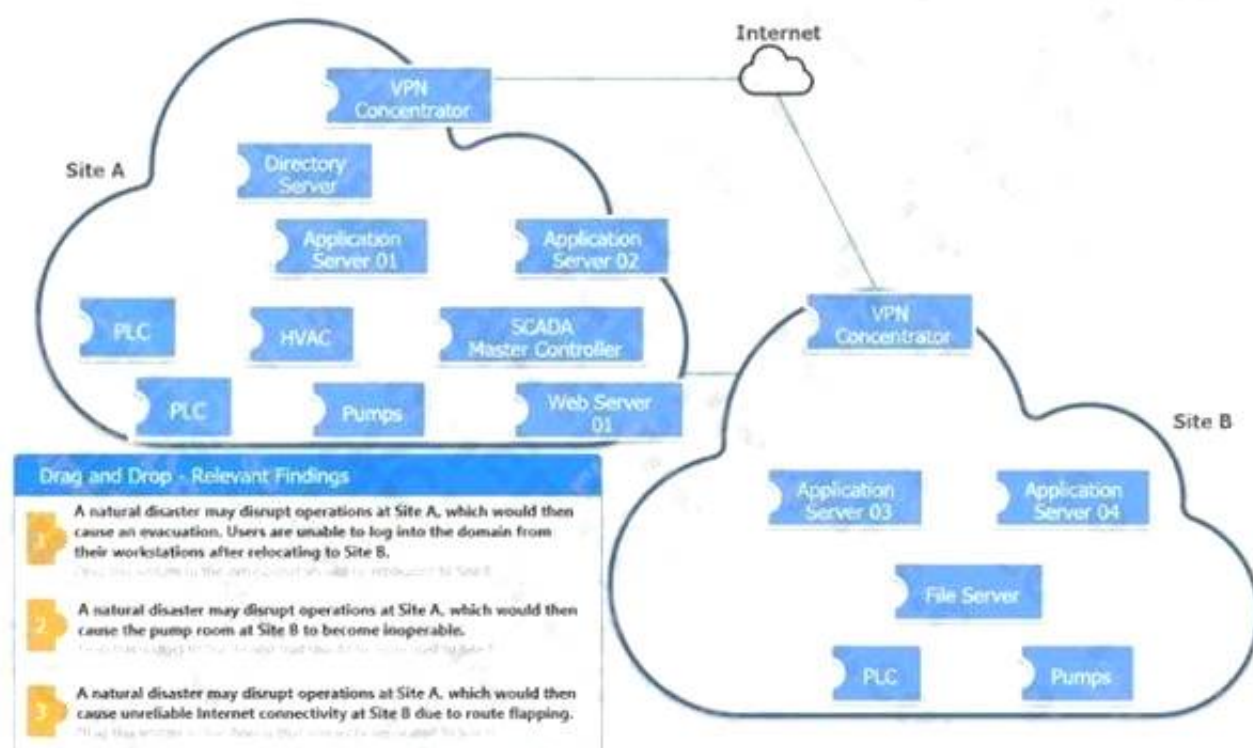 Internet
VPN
Concentrator
Site A
Directory
Server
Application
Server 01
Application
Server 02
PLC
HVAC
SCADA
Master Controller
VPN
Concentrator
PLC
Pumps
Web Server
01
Site B
Drag and Drop - Relevant Findings
1
A natural disaster may disrupt operations at Site A, which would then
cause an evacuation. Users are unable to log into the domain from
their workstations after relocating to Site B.
2
A natural disaster may disrupt operations at Site A, which would then
cause the pump room at Site B to become inoperable.
3
A natural disaster may disrupt operations at Site A, which would then
cause unreliable Internet connectivity at Site B due to route flapping.
Application
Server 03
Application
Server 04
File Server
PLC
Pumps